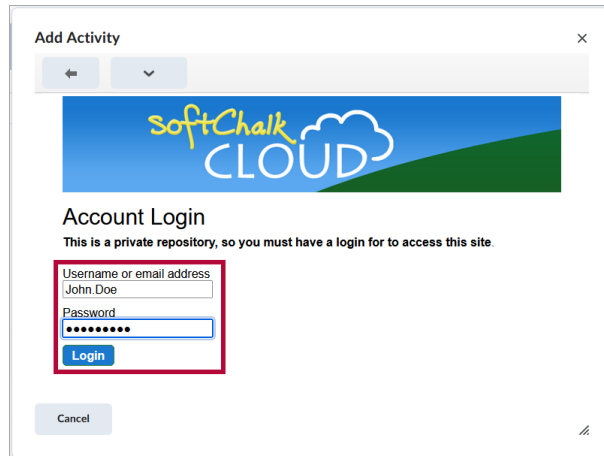 Add Activity
softChalk
CLOUD
Account Login
This is a private repository, so you must have a login for to access this site.
Username or email address
John.Doe
Password
•••••••••
Login
Cancel